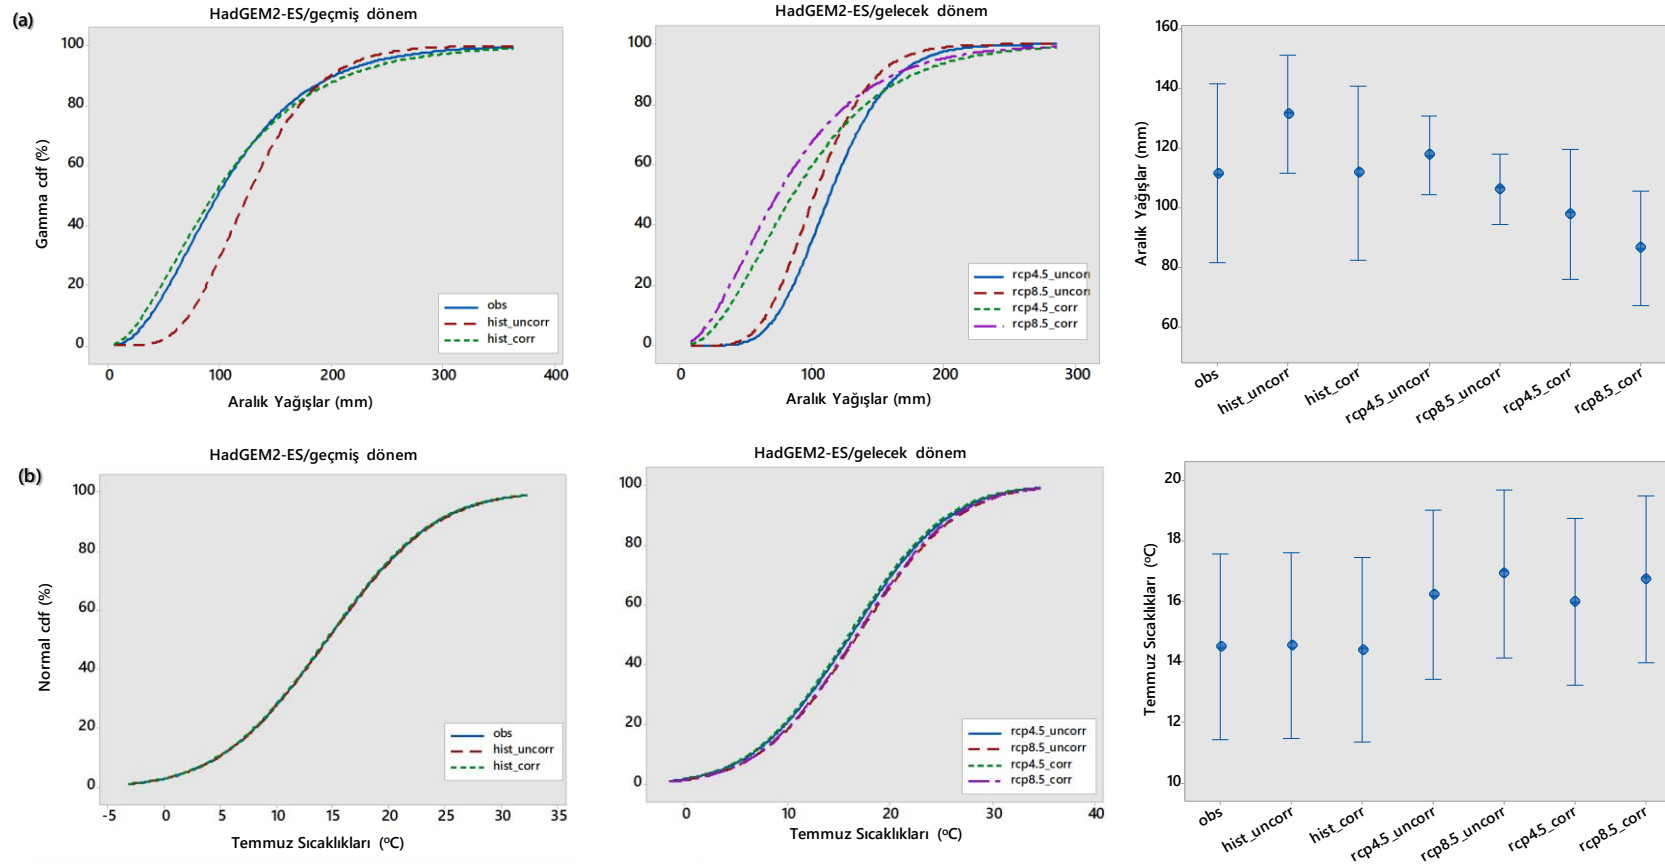 (a)
HadGEM2-ES/geçmiş dönem
Gamma cdf (%)
100
80
60
40
20
0
obs
hist_uncorr
hist_corr
0 100 200 300 400
Aralık Yağışlar (mm)
HadGEM2-ES/gelecek dönem
100
80
60
40
20
0
rcp4.5_uncorr
rcp8.5_uncorr
rcp4.5_corr
rcp8.5_corr
0 100 200 300
Aralık Yağışlar (mm)
Aralık Yağışlar (mm)
160
140
120
100
80
60
obs hist_uncorr hist_corr rcp4.5_uncorr rcp8.5_uncorr rcp4.5_corr rcp8.5_corr
(b)
HadGEM2-ES/geçmiş dönem
Normal cdf (%)
100
80
60
40
20
0
obs
hist_uncorr
hist_corr
-5 0 5 10 15 20 25 30 35
Temmuz Sıcaklıkları (ºC)
HadGEM2-ES/gelecek dönem
100
80
60
40
20
0
rcp4.5_uncorr
rcp8.5_uncorr
rcp4.5_corr
rcp8.5_corr
0 10 20 30 40
Temmuz Sıcaklıkları (ºC)
Temmuz Sıcaklıkları (ºC)
20
18
16
14
12
10
obs hist_uncorr hist_corr rcp4.5_uncorr rcp8.5_uncorr rcp4.5_corr rcp8.5_corr